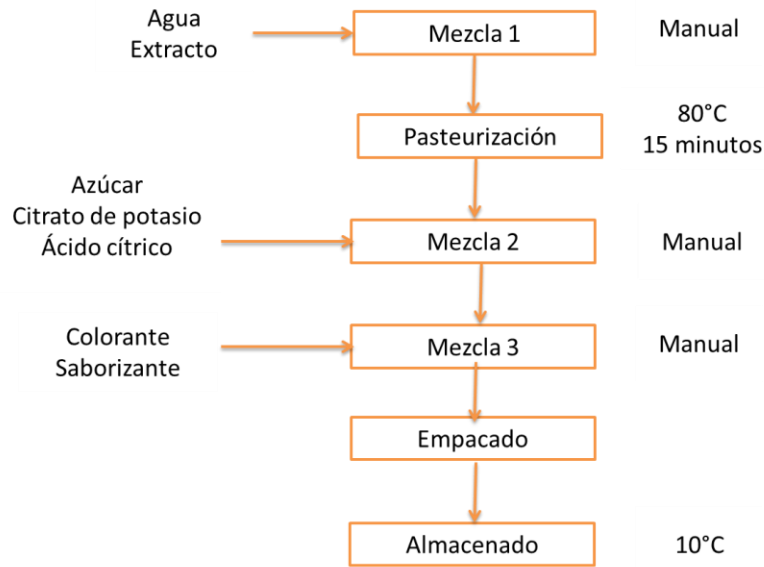 Agua
Extracto
Mezcla 1
Manual
Pasteurización
80°C
15 minutos
Azúcar
Citrato de potasio
Ácido cítrico
Mezcla 2
Manual
Colorante
Saborizante
Mezcla 3
Manual
Empacado
Almacenado
10°C